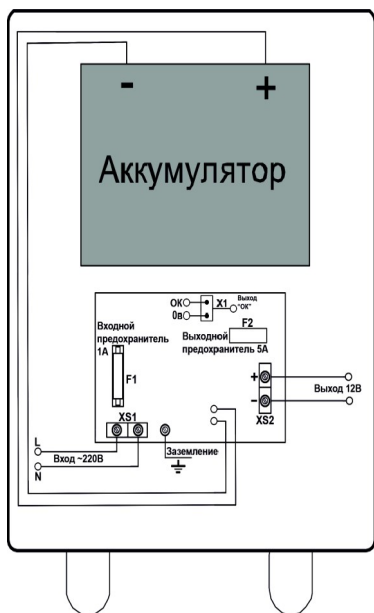 - +
Аккумулятор
ОК
0в
X1
Выход
"ОК"
Входной
предохранитель
1А
F1
F2
Выходной
предохранитель 5А
+
-
XS2
Выход 12В
XS1
L
N
Вход ~220В
Заземление